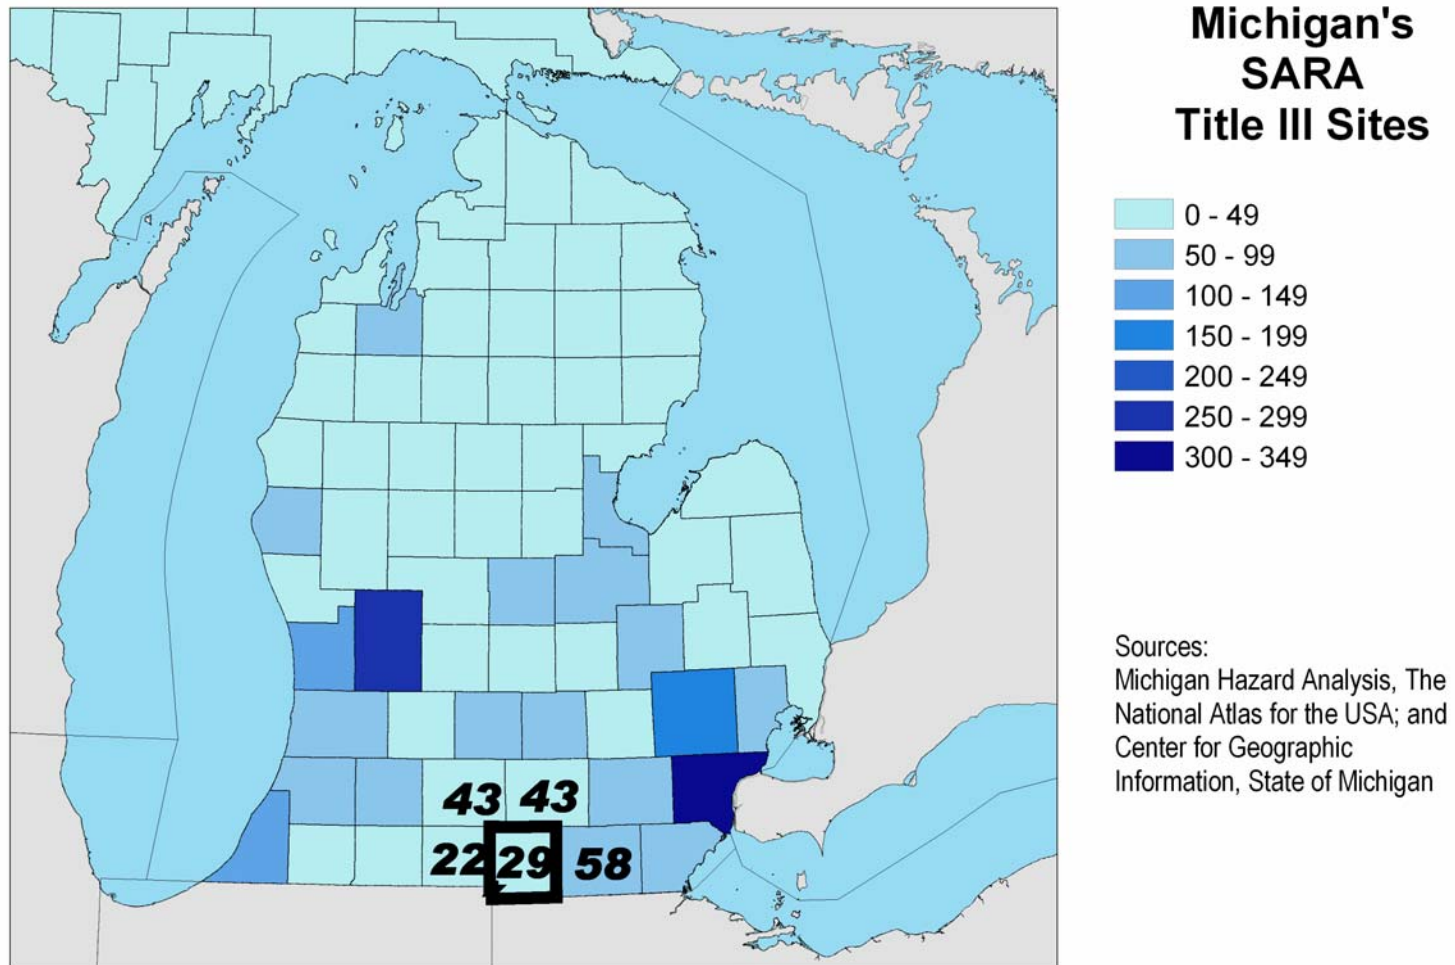 Michigan's
SARA
Title III Sites
0 - 49
50 - 99
100 - 149
150 - 199
200 - 249
250 - 299
300 - 349
Sources:
Michigan Hazard Analysis, The
National Atlas for the USA; and
Center for Geographic
Information, State of Michigan
43 43
22 29 58